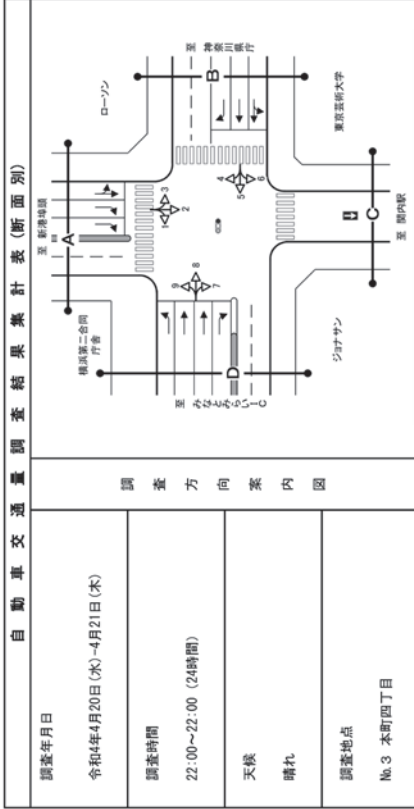 自動車交通量調査結果集計表(断面別)
調査年月日
令和4年4月20日(水)-4月21日(木)
調査時間
22:00~22:00 (24時間)
天候
晴れ
調査地点
№3 本町四丁目
調査方向案内図
至 新港埠頭
A
ローソン
横浜第二合同
庁舎
至 神奈川県庁
B
1
2
3
4
5
6
7
8
9
至 みなとみらいIC
D
ジョナサン
C
至 関内駅
東京芸術大学